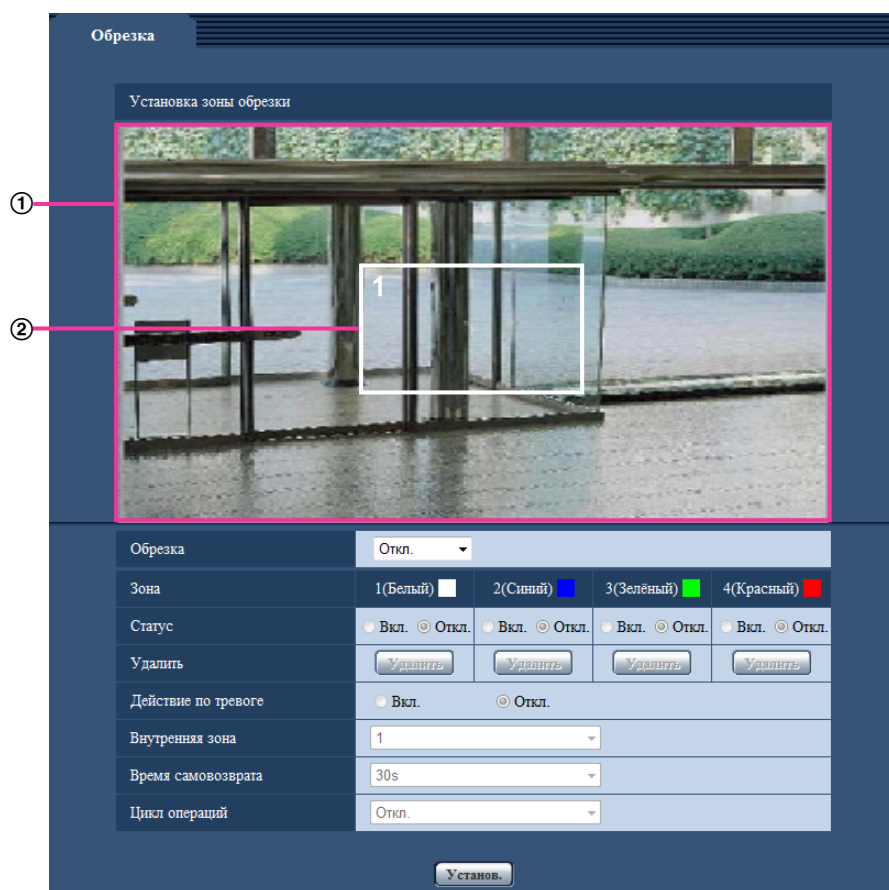 Обрезка
Установка зоны обрезки
①
1
②
Обрезка Откл.
Зона 1(Белый) 2(Синий) 3(Зелёный) 4(Красный)
Статус Вкл. Откл. Вкл. Откл. Вкл. Откл. Вкл. Откл.
Удалить Удалить Удалить Удалить Удалить
Действие по тревоге Вкл. Откл.
Внутренняя зона 1
Время самовозврата 30s
Цикл операций Откл.
Установ.